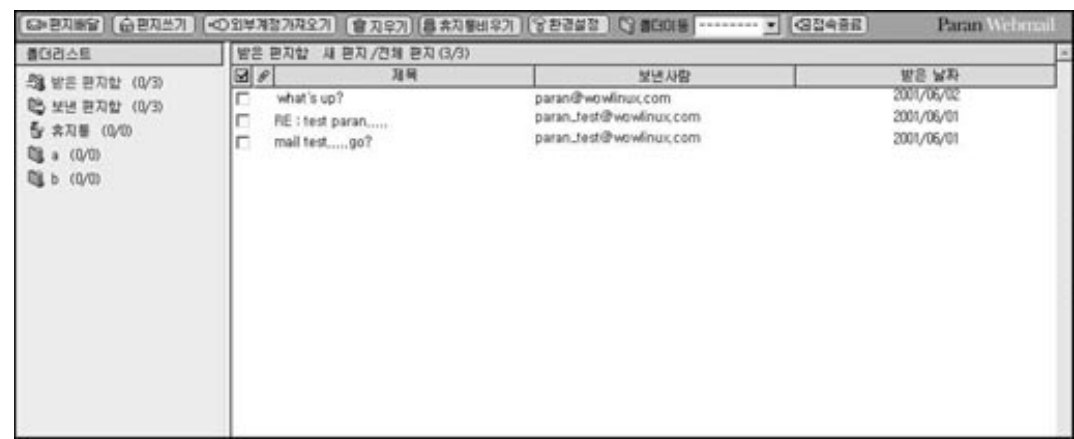 편지배달 편지쓰기 외부계정가져오기 지우기 휴지통비우기 환경설정 폴더이동 -------- 접속종료 Paran Webmail
폴더리스트
받은 편지함 (0/3)
보낸 편지함 (0/3)
휴지통 (0/0)
a (0/0)
b (0/0)
받은 편지함 새 편지/전체 편지 (3/3)
제목 보낸사람 받은 날짜
what's up? paran@wowlinux.com 2001/06/02
RE : test paran..... paran_test@wowlinux.com 2001/06/01
mail test.....go? paran_test@wowlinux.com 2001/06/01